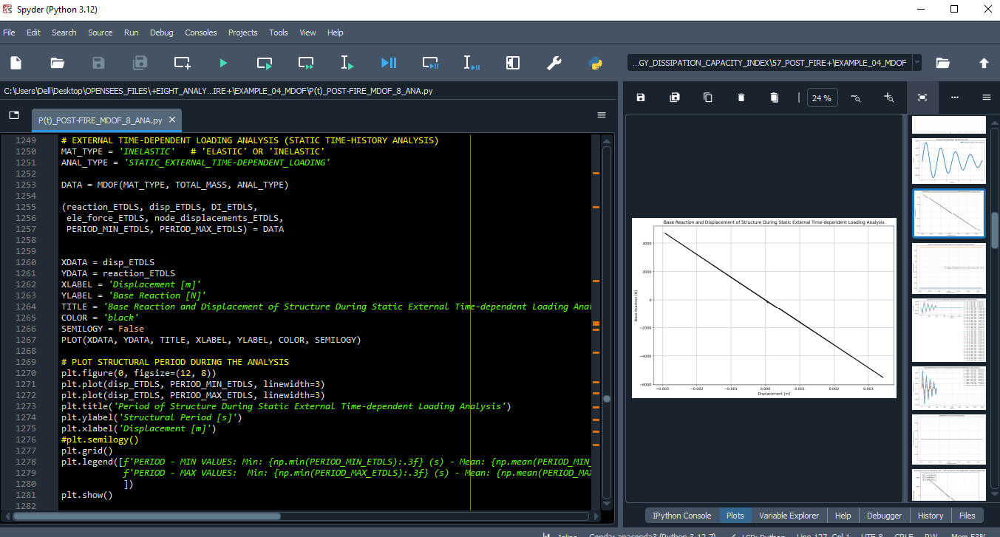 Spyder (Python 3.12)
File Edit Search Source Run Debug Consoles Projects Tools View Help
...GY_DISSIPATION_CAPACITY_INDEX\57_POST_FIRE+\EXAMPLE_04_MDOF
C:\Users\Dell\Desktop\OPENSEES_FILES\+EIGHT_ANALY...IRE+\EXAMPLE_04_MDOF\P(t)_POST-FIRE_MDOF_8_ANA.py
24 %
P(t)_POST-FIRE_MDOF_8_ANA.py
1249 # EXTERNAL TIME-DEPENDENT LOADING ANALYSIS (STATIC TIME-HISTORY ANALYSIS)
1250 MAT_TYPE = 'INELASTIC' # 'ELASTIC' OR 'INELASTIC'
1251 ANAL_TYPE = 'STATIC_EXTERNAL_TIME-DEPENDENT_LOADING'
1252
1253 DATA = MDOF(MAT_TYPE, TOTAL_MASS, ANAL_TYPE)
1254
1255 (reaction_ETDLS, disp_ETDLS, DI_ETDLS,
1256 ele_force_ETDLS, node_displacements_ETDLS,
1257 PERIOD_MIN_ETDLS, PERIOD_MAX_ETDLS) = DATA
1258
1259
1260 XDATA = disp_ETDLS
1261 YDATA = reaction_ETDLS
1262 XLABEL = 'Displacement [m]'
1263 YLABEL = 'Base Reaction [N]'
1264 TITLE = 'Base Reaction and Displacement of Structure During Static External Time-dependent Loading Anal
1265 COLOR = 'black'
1266 SEMILOGY = False
1267 PLOT(XDATA, YDATA, TITLE, XLABEL, YLABEL, COLOR, SEMILOGY)
1268
1269 # PLOT STRUCTURAL PERIOD DURING THE ANALYSIS
1270 plt.figure(0, figsize=(12, 8))
1271 plt.plot(disp_ETDLS, PERIOD_MIN_ETDLS, linewidth=3)
1272 plt.plot(disp_ETDLS, PERIOD_MAX_ETDLS, linewidth=3)
1273 plt.title('Period of Structure During Static External Time-dependent Loading Analysis')
1274 plt.ylabel('Structural Period [s]')
1275 plt.xlabel('Displacement [m]')
1276 #plt.semilogy()
1277 plt.grid()
1278 plt.legend([f'PERIOD - MIN VALUES: Min: {np.min(PERIOD_MIN_ETDLS):.3f} (s) - Mean: {np.mean(PERIOD_MIN_
1279 f'PERIOD - MAX VALUES:  Min: {np.min(PERIOD_MAX_ETDLS):.3f} (s) - Mean: {np.mean(PERIOD_MAX
1280 ])
1281 plt.show()
1282
Base Reaction and Displacement of Structure During Static External Time-dependent Loading Analysis
4000
2000
0
−2000
−4000
−6000
Base Reaction [N]
−0.003 −0.002 −0.001 0.000 0.001 0.002 0.003
Displacement [m]
IPython Console Plots Variable Explorer Help Debugger History Files
Inline Conda: anaconda3 (Python 3.12.7) LSP: Python Line 127, Col 1 UTF-8 CRLF RW Mem 53%